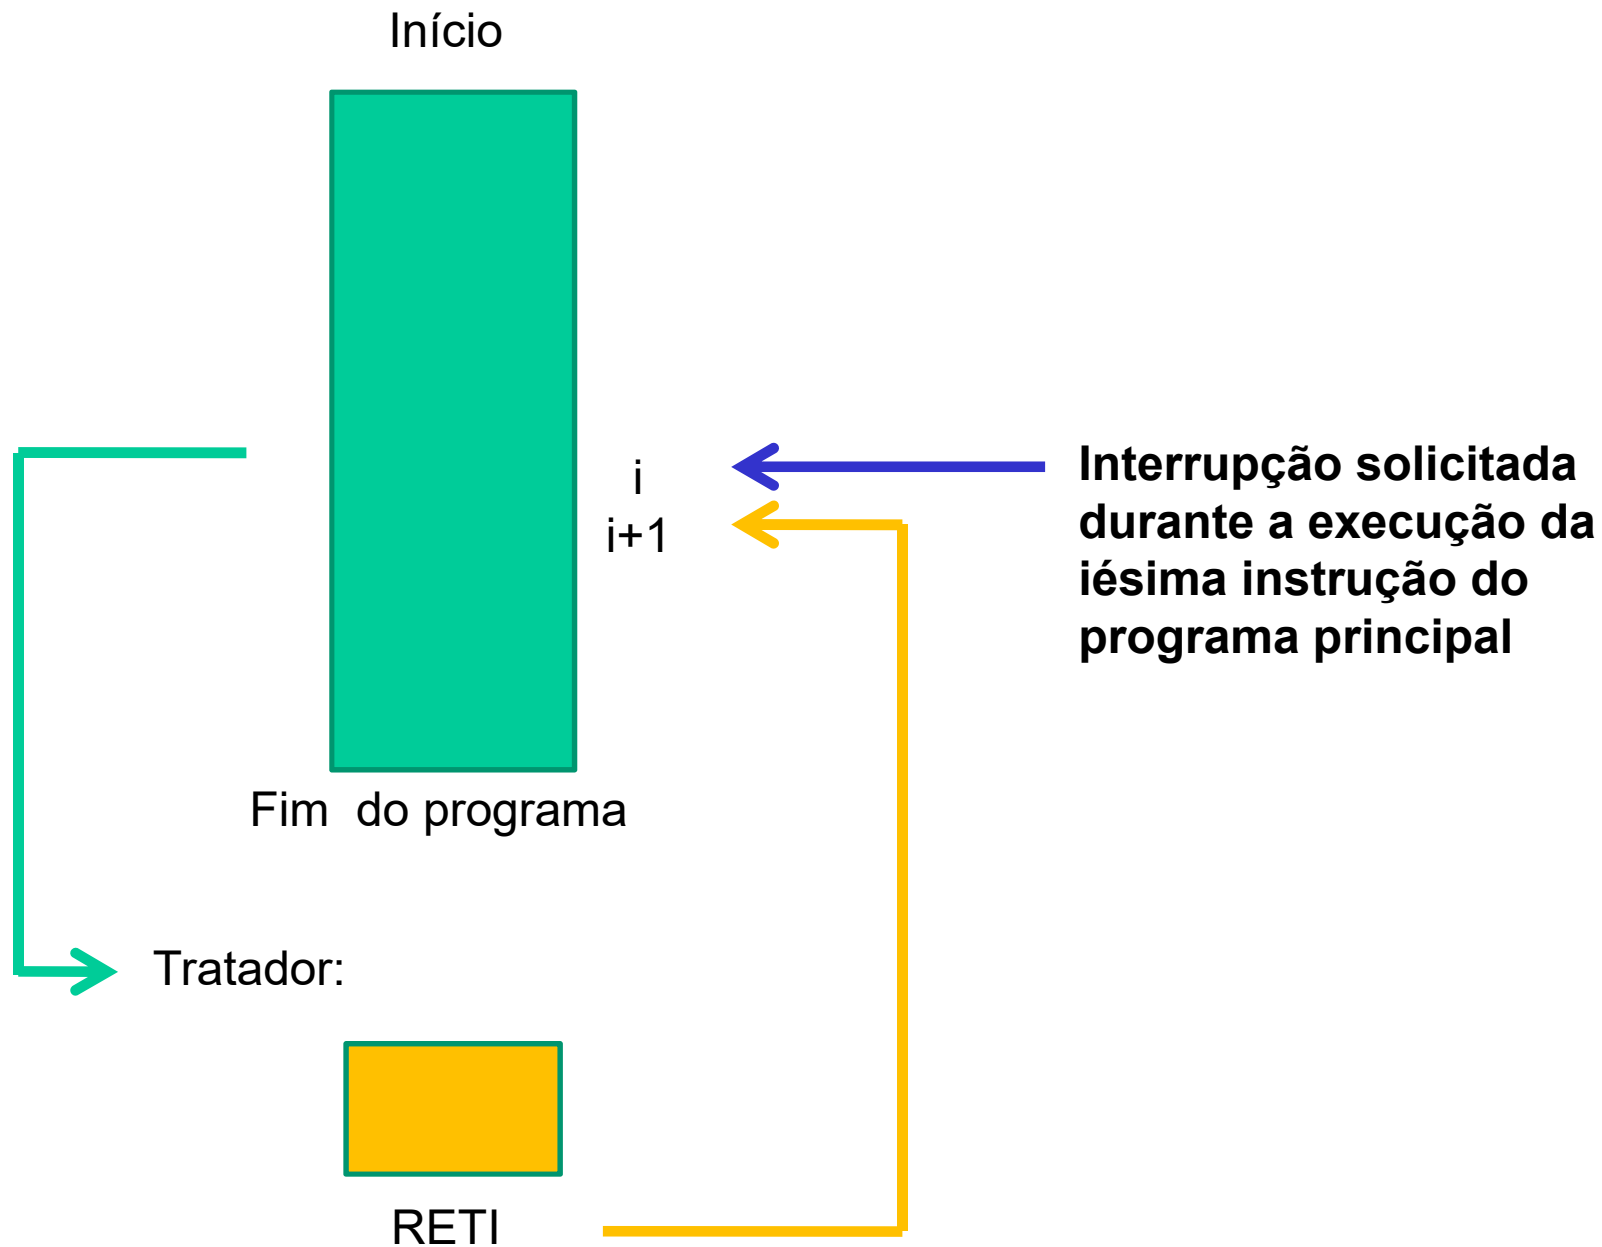 Início
i
i+1
Interrupção solicitada
durante a execução da
iésima instrução do
programa principal
Fim  do programa
Tratador:
RETI